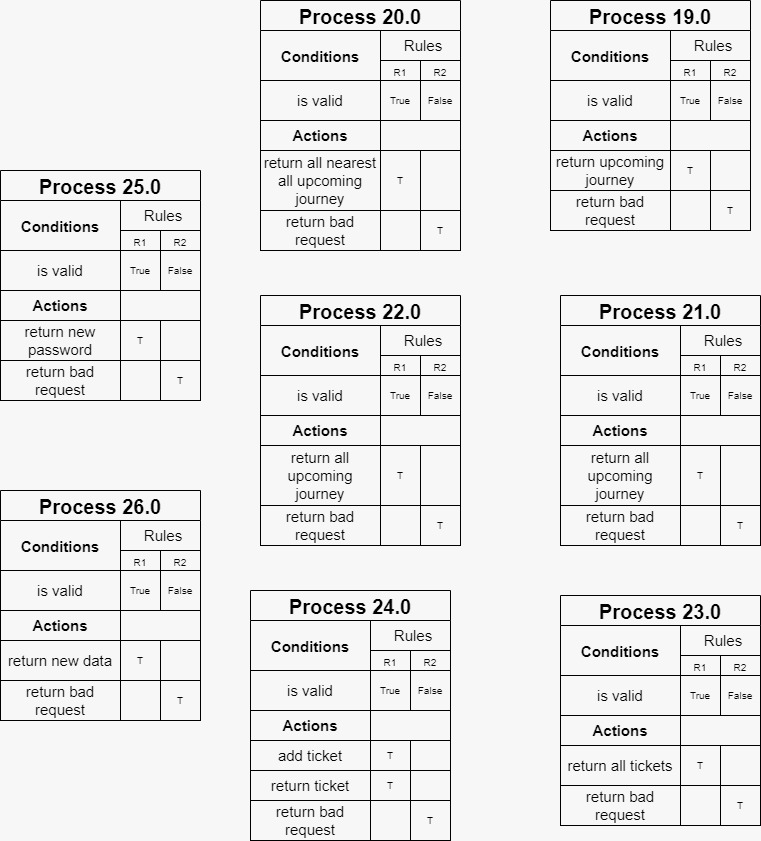 Process 20.0
Conditions
Rules
R1 R2
is valid True False
Actions
return all nearest
all upcoming
journey
T
return bad
request
T
Process 19.0
Conditions
Rules
R1 R2
is valid True False
Actions
return upcoming
journey
T
return bad
request
T
Process 25.0
Conditions
Rules
R1 R2
is valid True False
Actions
return new
password
T
return bad
request
T
Process 22.0
Conditions
Rules
R1 R2
is valid True False
Actions
return all
upcoming
journey
T
return bad
request
T
Process 21.0
Conditions
Rules
R1 R2
is valid True False
Actions
return all
upcoming
journey
T
return bad
request
T
Process 26.0
Conditions
Rules
R1 R2
is valid True False
Actions
return new data T
return bad
request
T
Process 24.0
Conditions
Rules
R1 R2
is valid True False
Actions
add ticket T
return ticket T
return bad
request
T
Process 23.0
Conditions
Rules
R1 R2
is valid True False
Actions
return all tickets T
return bad
request
T